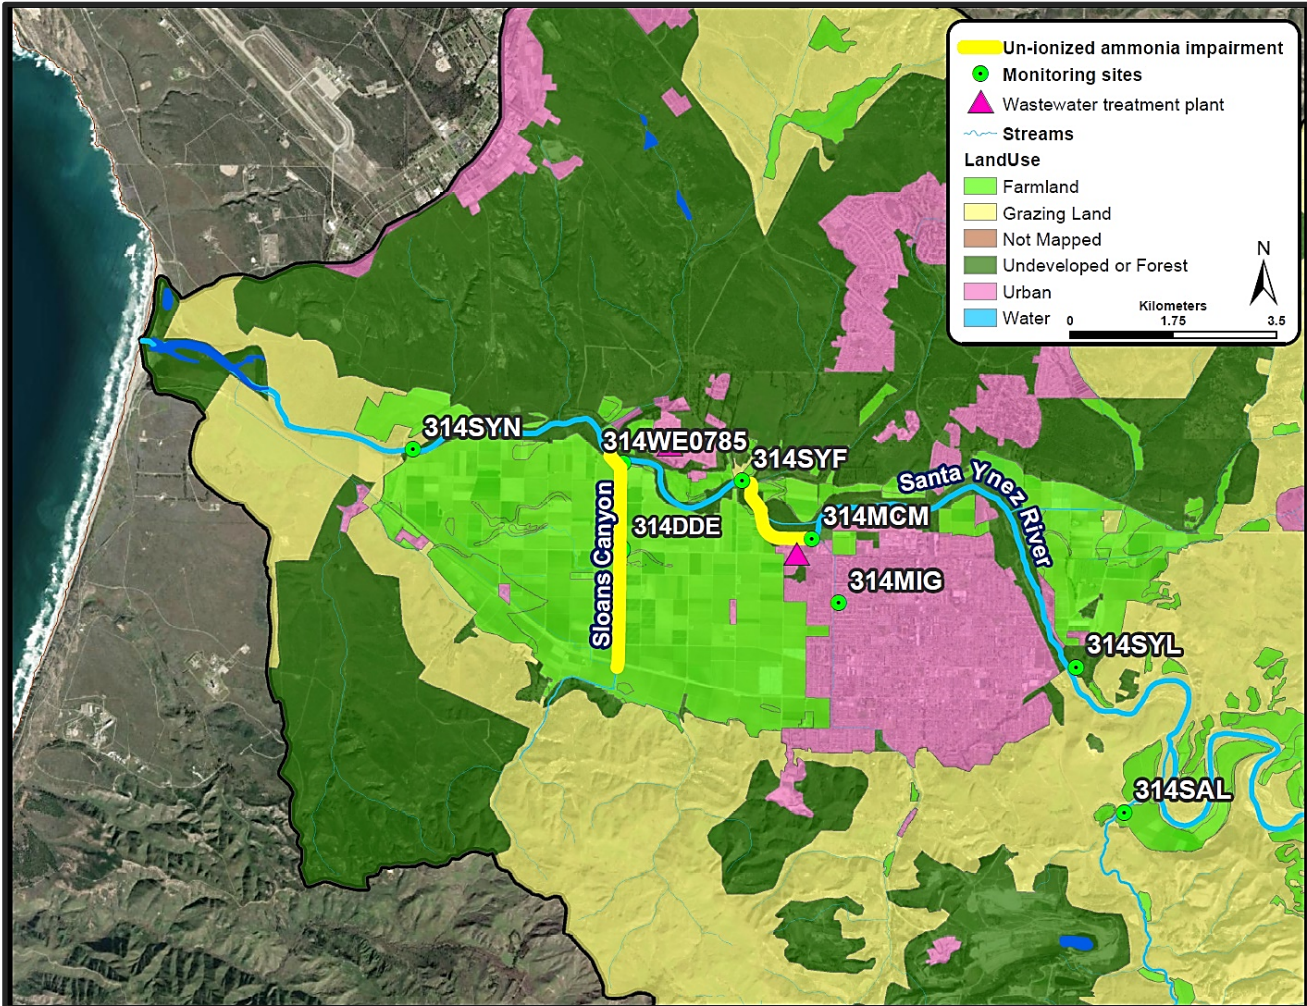 Un-ionized ammonia impairment
Monitoring sites
Wastewater treatment plant
Streams
LandUse
Farmland
Grazing Land
Not Mapped
Undeveloped or Forest
Urban
Water
N
Kilometers
0 1.75 3.5
314SYN
314WE0785
314SYF
Santa Ynez River
314DDE
314MCM
Sloans Canyon
314MIG
314SYL
314SAL